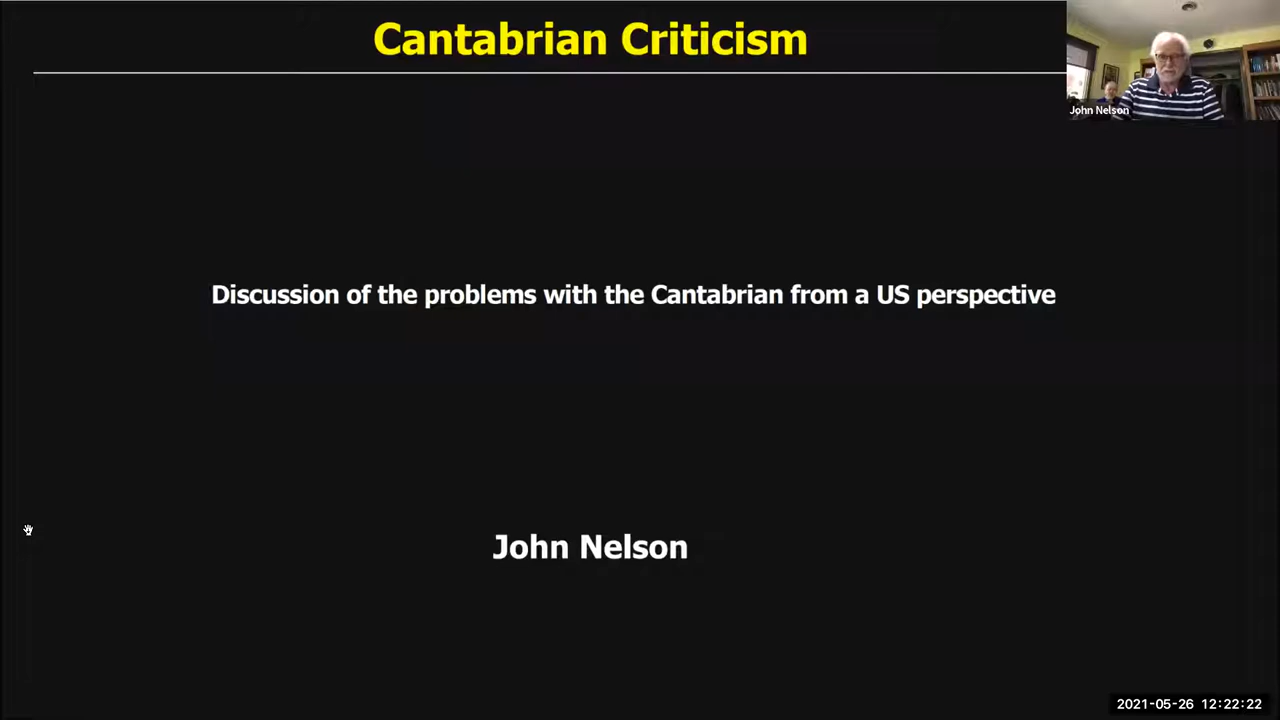 Cantabrian Criticism
John Nelson
Discussion of the problems with the Cantabrian from a US perspective
John Nelson
2021-05-26 12:22:22